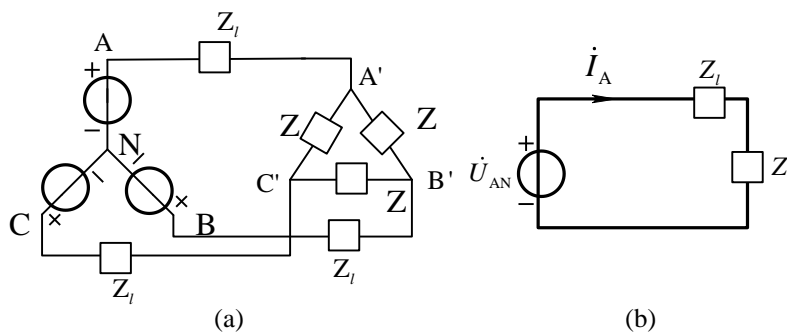 A
Z_l
+
A'
−
Z
Z
N
C
C'
B'
+
+
B
Z
Z_l
Z_l
(a)
İ_A
Z_l
+
U̇_AN
−
Z
(b)